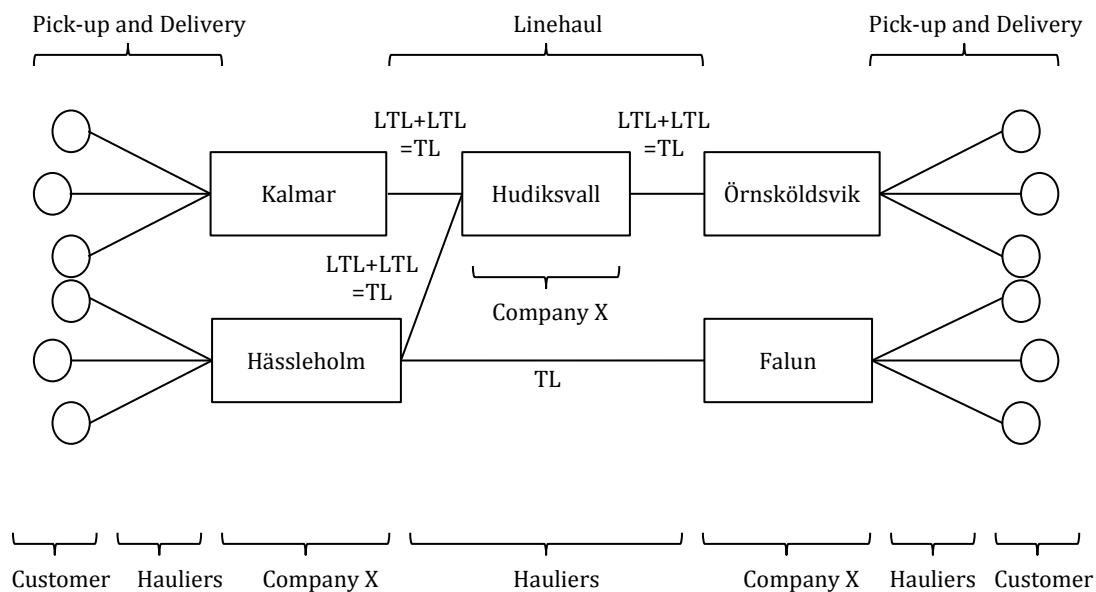 Pick-up and Delivery
Linehaul
Pick-up and Delivery
LTL+LTL
=TL
LTL+LTL
=TL
Kalmar
Hudiksvall
Örnsköldsvik
LTL+LTL
=TL
Company X
Hässleholm
TL
Falun
Customer
Hauliers
Company X
Hauliers
Company X
Hauliers
Customer